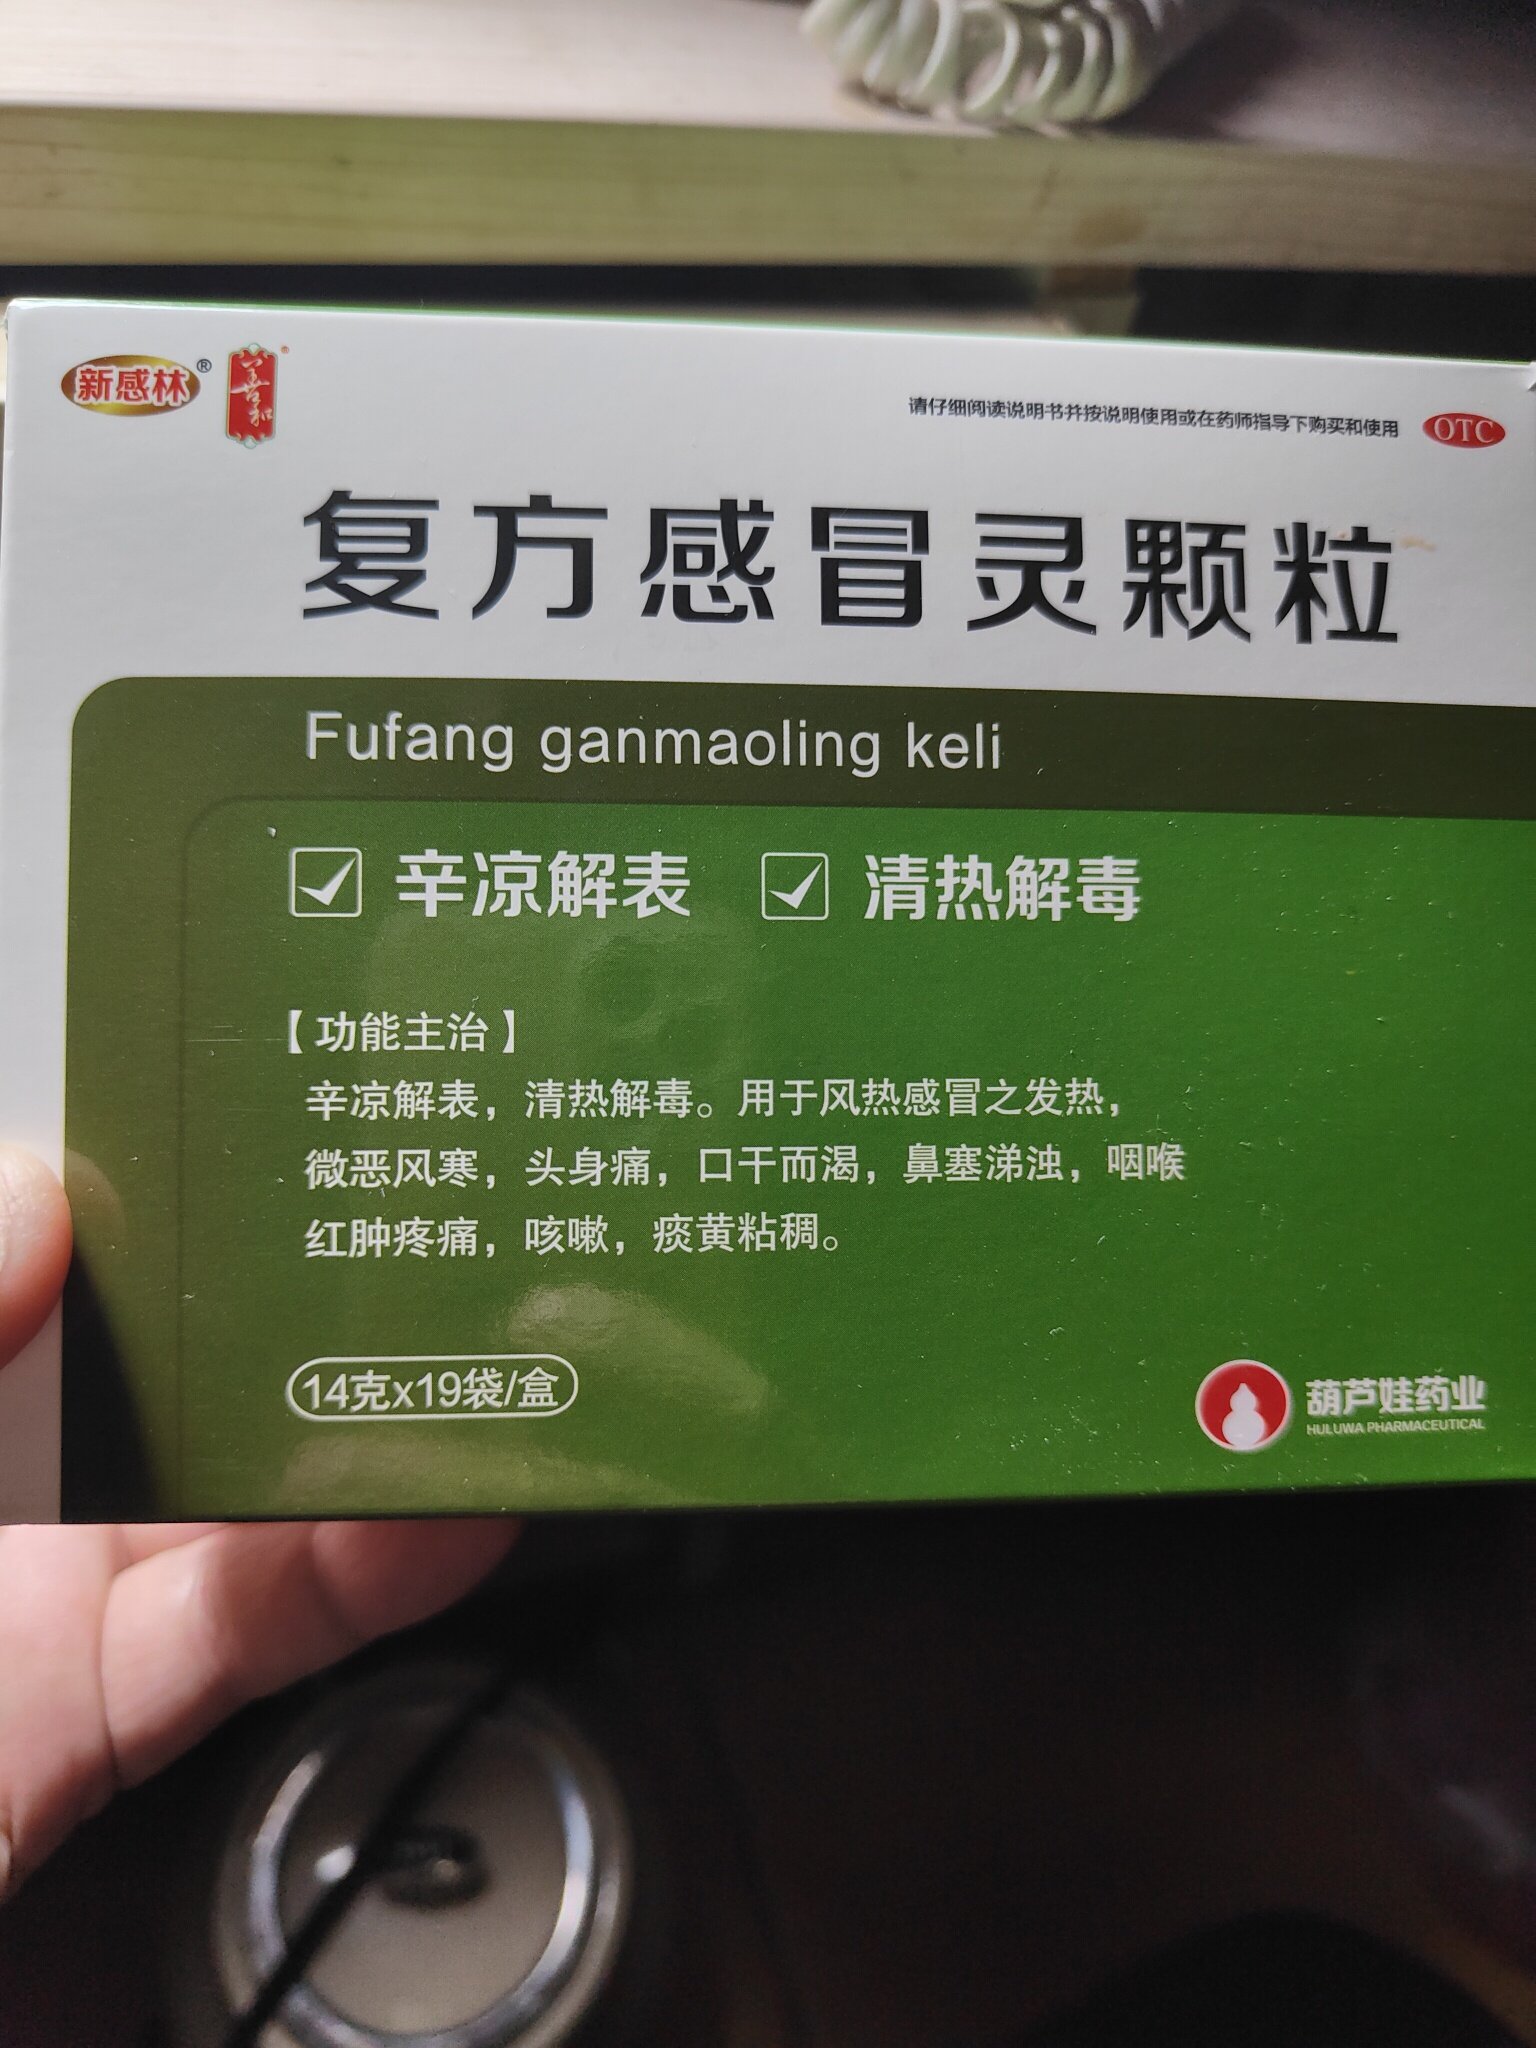 新感林®
善和
请仔细阅读说明书并按说明使用或在药师指导下购买和使用
OTC
复方感冒灵颗粒
Fufang ganmaoling keli
辛凉解表 清热解毒
【功能主治】
辛凉解表，清热解毒。用于风热感冒之发热，
微恶风寒，头身痛，口干而渴，鼻塞涕浊，咽喉
红肿疼痛，咳嗽，痰黄粘稠。
14克x19袋/盒
葫芦娃药业
HULUWA PHARMACEUTICAL